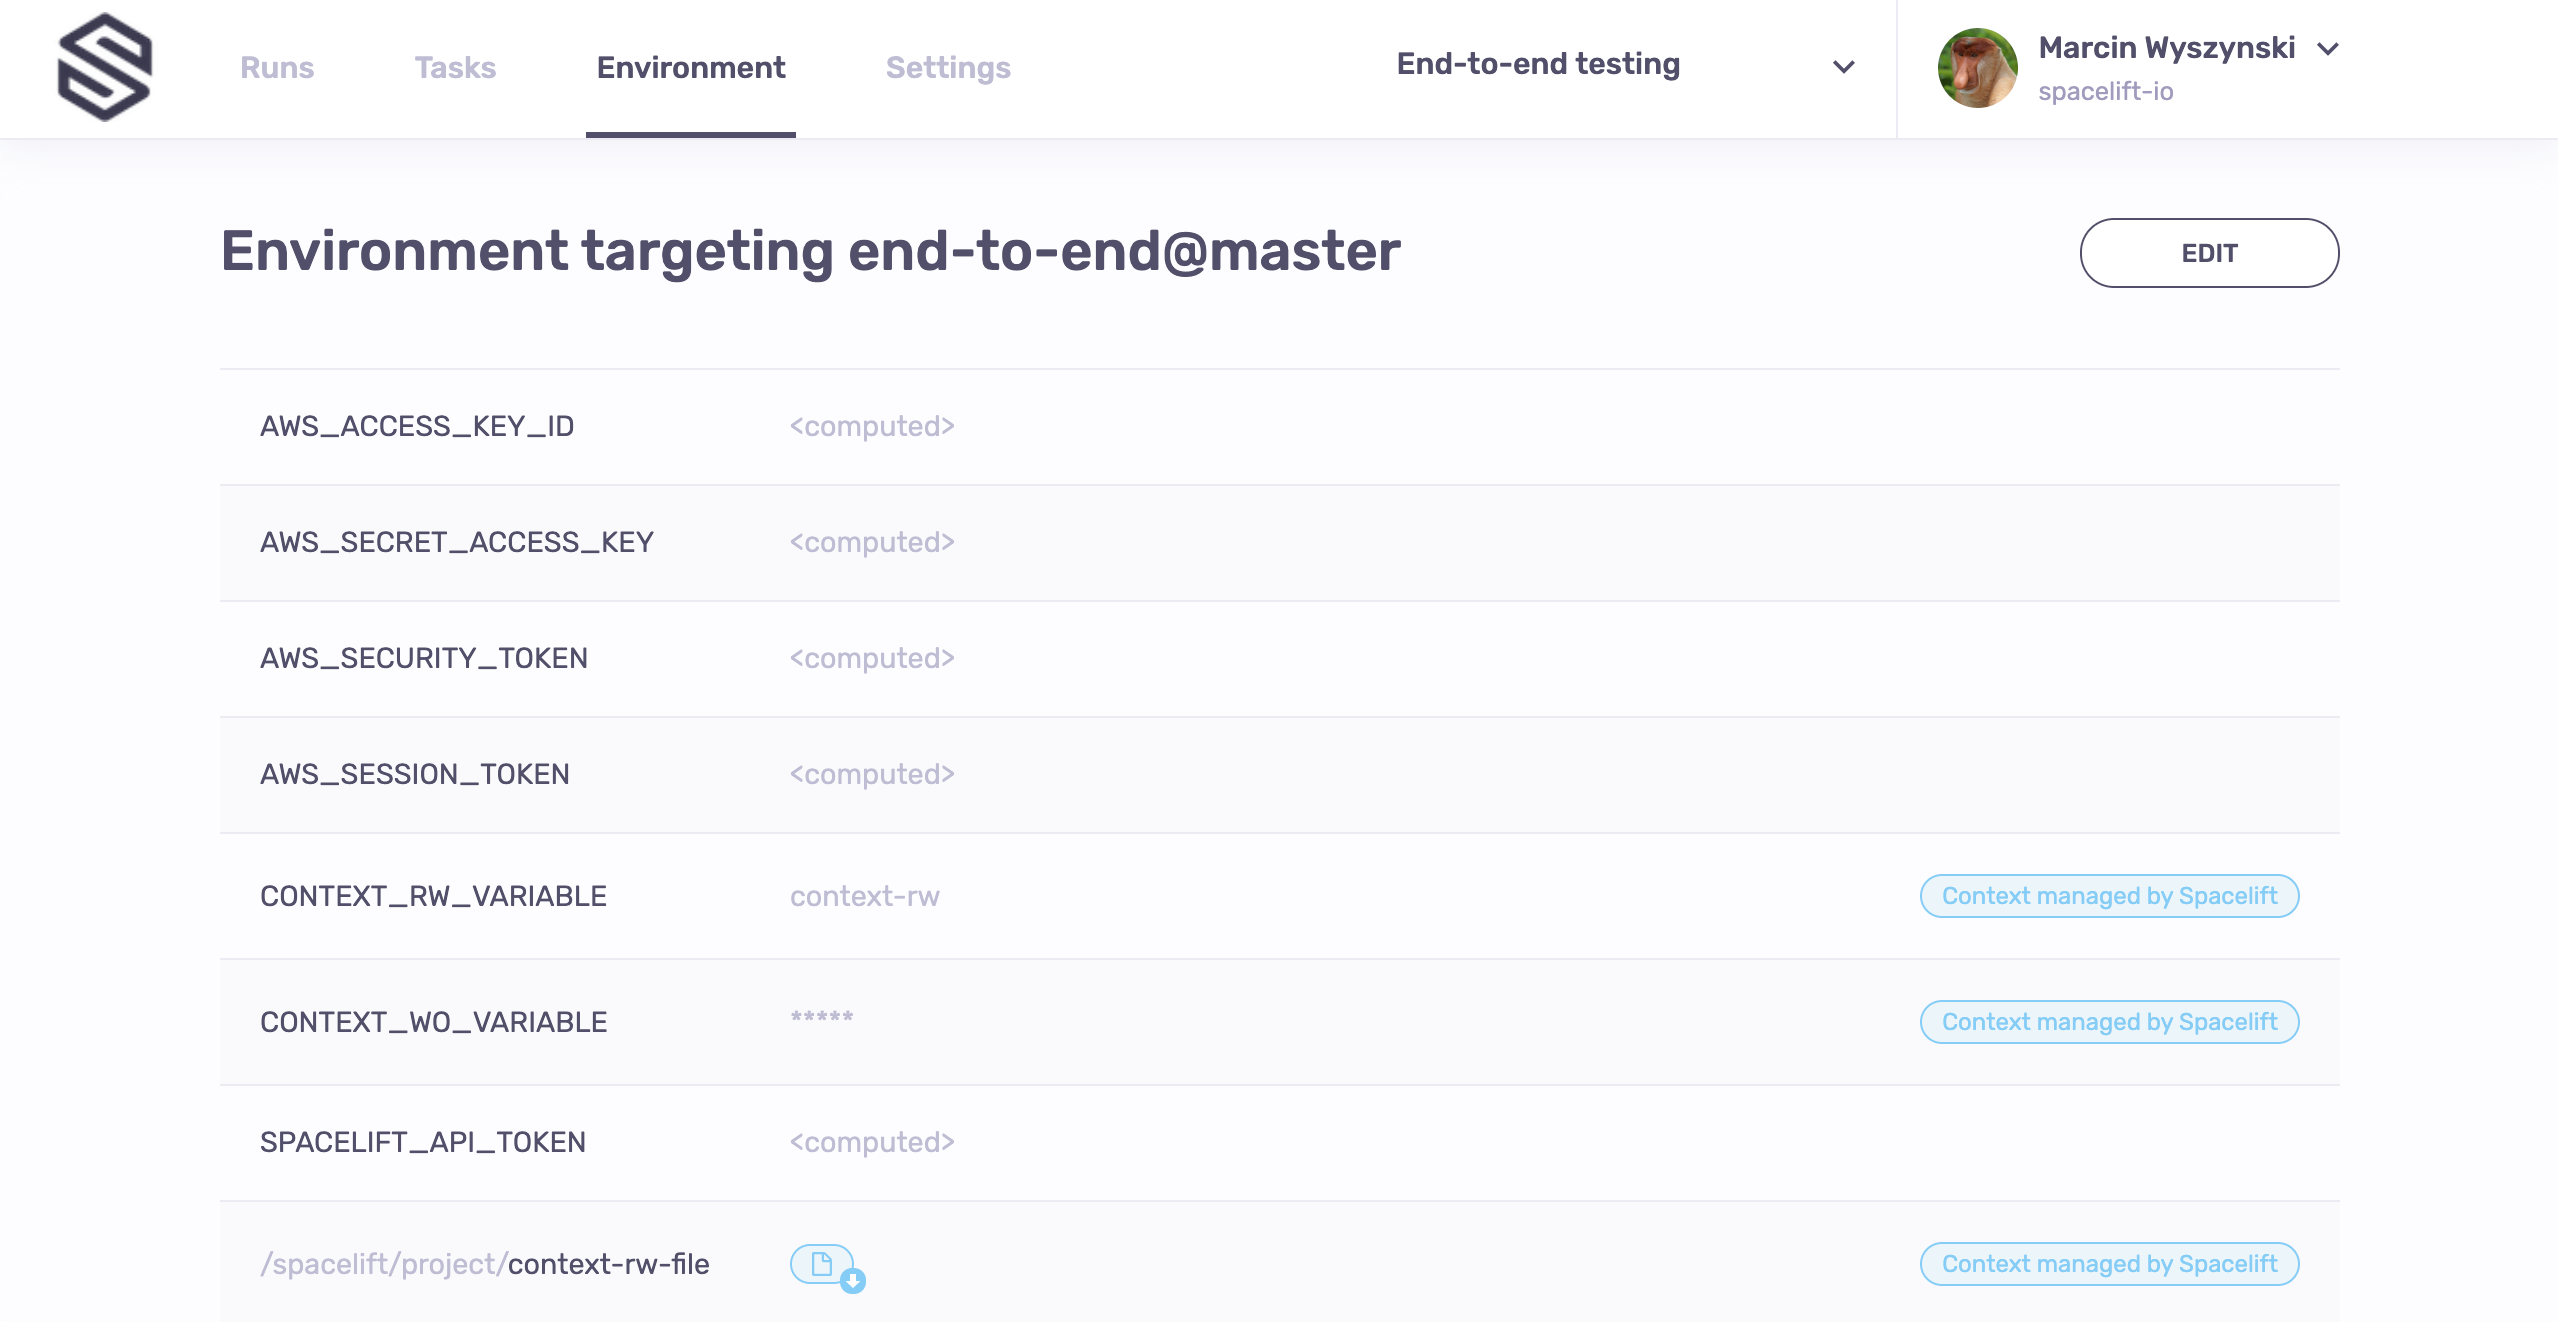 Runs Tasks Environment Settings End-to-end testing Marcin Wyszynski
spacelift-io
Environment targeting end-to-end@master EDIT
AWS_ACCESS_KEY_ID <computed>
AWS_SECRET_ACCESS_KEY <computed>
AWS_SECURITY_TOKEN <computed>
AWS_SESSION_TOKEN <computed>
CONTEXT_RW_VARIABLE context-rw Context managed by Spacelift
CONTEXT_WO_VARIABLE ***** Context managed by Spacelift
SPACELIFT_API_TOKEN <computed>
/spacelift/project/context-rw-file Context managed by Spacelift